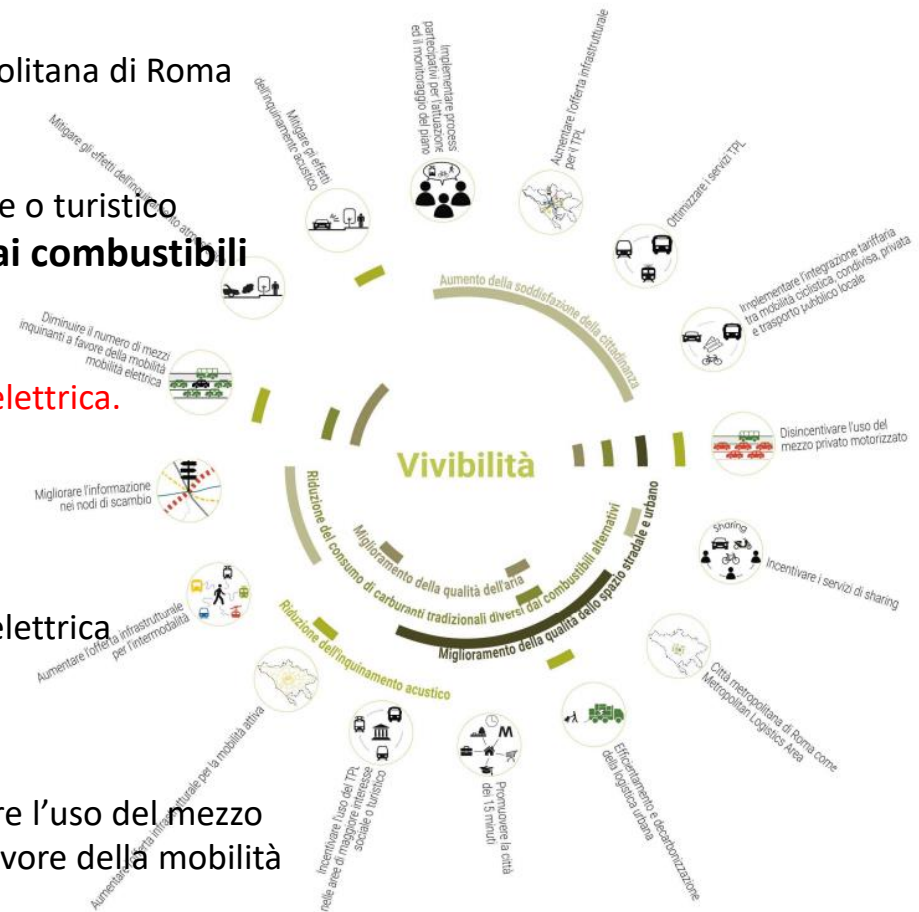 olitana di Roma
e o turistico
ai combustibili
elettrica.
elettrica
re l’uso del mezzo
avore della mobilità
Mitigare gli effetti dell'inquinamento
Mitigare gli effetti
dell'inquinamento acustico
Implementare process
partecipativi per l'attuazione
ed il monitoraggio del piano
Aumentare l'offerta infrastrutturale
per il TPL
Ottimizzare i servizi TPL
Implementare l'integrazione tariffaria
tra mobilità ciclistica, condivisa, privata
e trasporto pubblico locale
Disincentivare l'uso del
mezzo privato motorizzato
Sharing
Incentivare i servizi di sharing
Città metropolitana di Roma come
Metropolitan Logistics Area
Efficientamento e decarbonizzazione
della logistica urbana
M
Promuovere la città
dei 15 minuti
Incentivare l'uso del TPL
nelle aree di maggiore interesse
sociale o turistico
Aumentare l'offerta infrastrutturale per la mobilità attiva
Aumentare l'offerta infrastrutturale
per l'intermodalità
Migliorare l'informazione
nei nodi di scambio
Diminuire il numero di mezzi
inquinanti a favore della mobilità
mobilità elettrica
Aumento della soddisfazione della cittadinanza
Vivibilità
Miglioramento della qualità dell'aria
Riduzione del consumo di carburanti tradizionali diversi dai combustibili alternativi
Miglioramento della qualità dello spazio stradale e urbano
Riduzione dell'inquinamento acustico